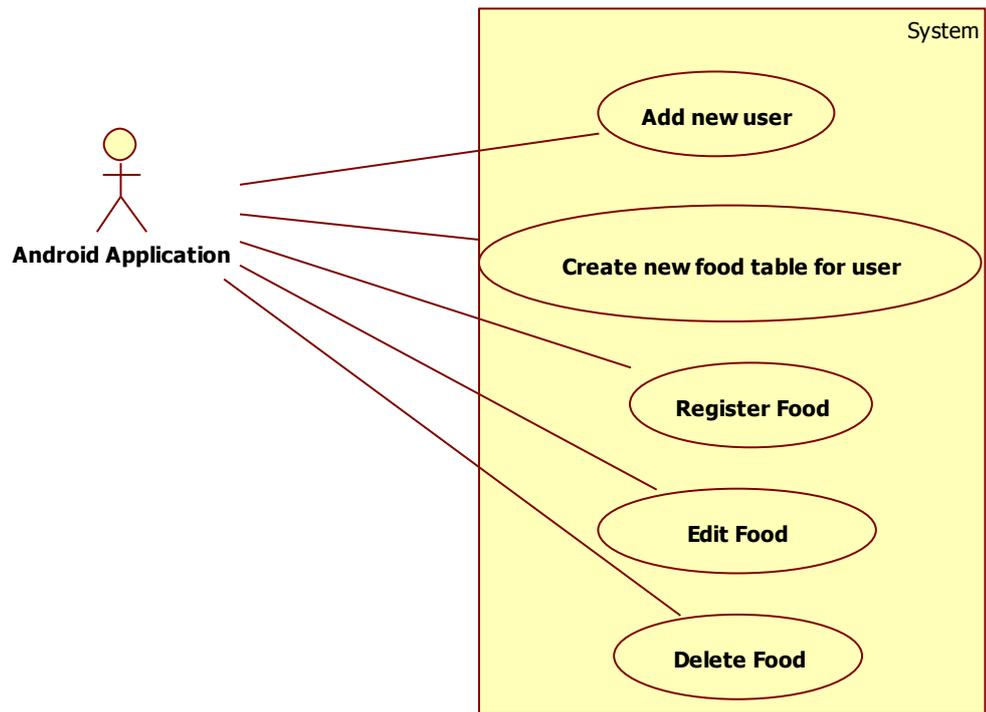 System
Add new user
Android Application
Create new food table for user
Register Food
Edit Food
Delete Food